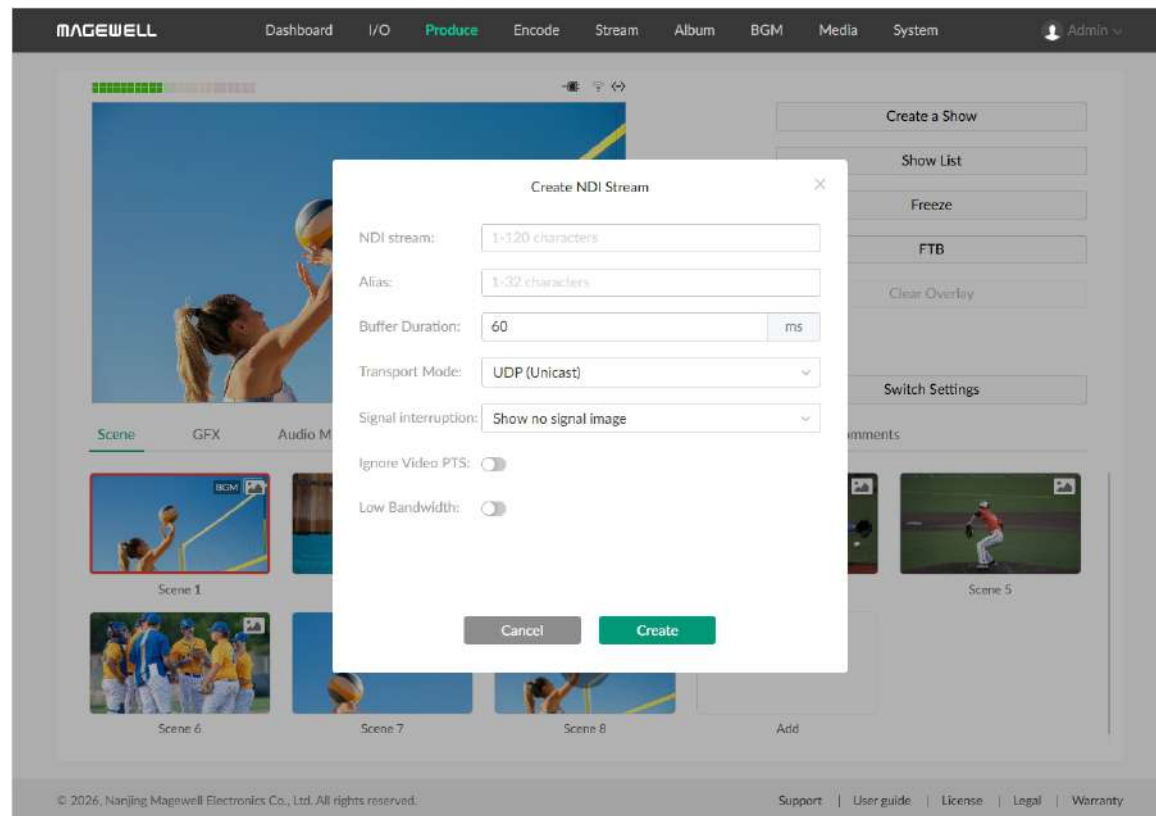 MAGEWELL Dashboard I/O Produce Encode Stream Album BGM Media System Admin
Create a Show
Show List
Freeze
FTB
Clear Overlay
Switch Settings
Create NDI Stream
NDI stream: 1-120 characters
Alias: 1-32 characters
Buffer Duration: 60 ms
Transport Mode: UDP (Unicast)
Signal interruption: Show no signal image
Ignore Video PTS:
Low Bandwidth:
Cancel Create
Scene GFX Audio M omments
BGM
Scene 1 Scene 5
Scene 6 Scene 7 Scene 8 Add
© 2026, Nanjing Magewell Electronics Co., Ltd. All rights reserved. Support | User guide | License | Legal | Warranty